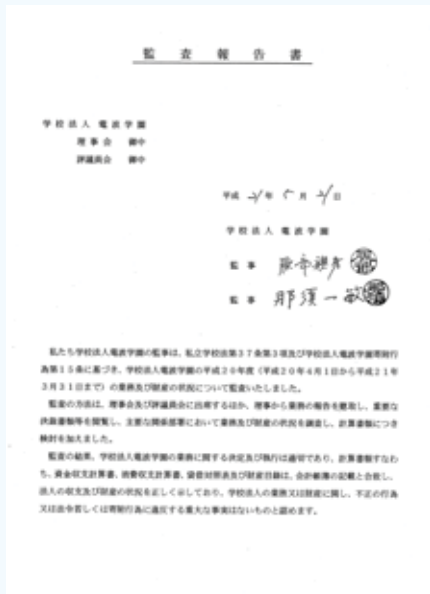 監査報告書
学校法人 電波学園
理事会 御中
評議員会 御中
平成 21年 5月 21日
学校法人 電波学園
監事
監事 那須一敏
私たち学校法人電波学園の監事は、私立学校法第37条第3項及び学校法人電波学園寄附行
為第15条に基づき、学校法人電波学園の平成20年度（平成20年4月1日から平成21年
3月31日まで）の業務及び財産の状況について監査いたしました。
監査の方法は、理事会及び評議員会に出席するほか、理事から業務の報告を聴取し、重要な
決裁書類等を閲覧し、主要な関係部署において業務及び財産の状況を調査し、計算書類につき
検討を加えました。
監査の結果、学校法人電波学園の業務に関する決定及び執行は適切であり、計算書類すなわ
ち、資金収支計算書、消費収支計算書、貸借対照表及び財産目録は、会計帳簿の記載と合致し、
法人の収支及び財産の状況を正しく示しており、学校法人の業務又は財産に関し、不正の行為
又は法令若しくは寄附行為に違反する重大な事実はないものと認めます。